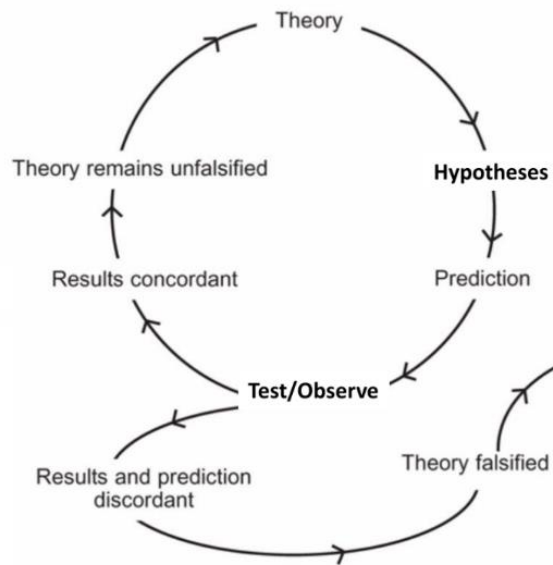 Theory
Hypotheses
Prediction
Test/Observe
Results concordant
Theory remains unfalsified
Results and prediction
discordant
Theory falsified